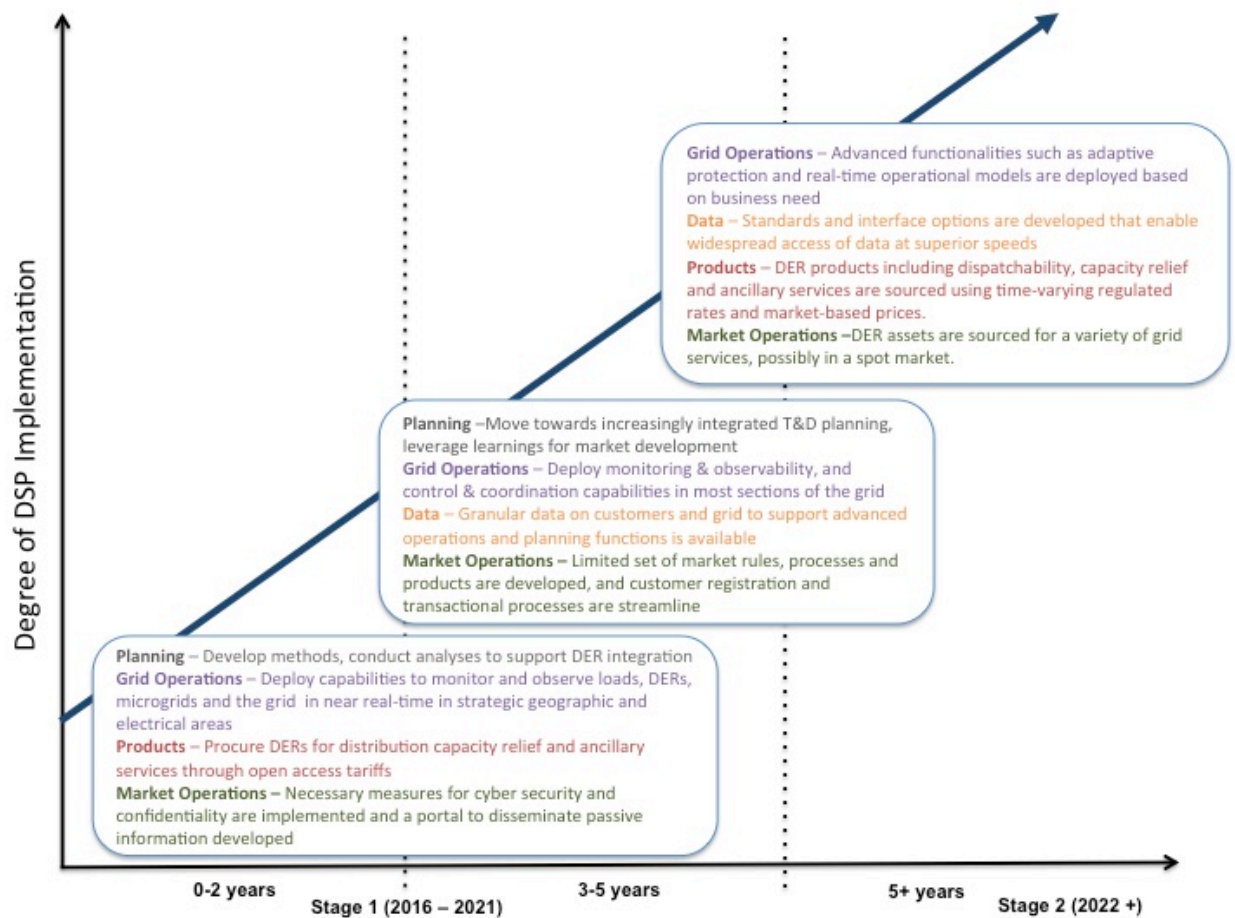 Degree of DSP Implementation
Grid Operations – Advanced functionalities such as adaptive
protection and real-time operational models are deployed based
on business need
Data – Standards and interface options are developed that enable
widespread access of data at superior speeds
Products – DER products including dispatchability, capacity relief
and ancillary services are sourced using time-varying regulated
rates and market-based prices.
Market Operations –DER assets are sourced for a variety of grid
services, possibly in a spot market.
Planning –Move towards increasingly integrated T&D planning,
leverage learnings for market development
Grid Operations – Deploy monitoring & observability, and
control & coordination capabilities in most sections of the grid
Data – Granular data on customers and grid to support advanced
operations and planning functions is available
Market Operations – Limited set of market rules, processes and
products are developed, and customer registration and
transactional processes are streamline
Planning – Develop methods, conduct analyses to support DER integration
Grid Operations – Deploy capabilities to monitor and observe loads, DERs,
microgrids and the grid in near real-time in strategic geographic and
electrical areas
Products – Procure DERs for distribution capacity relief and ancillary
services through open access tariffs
Market Operations – Necessary measures for cyber security and
confidentiality are implemented and a portal to disseminate passive
information developed
0-2 years
3-5 years
5+ years
Stage 1 (2016 – 2021)
Stage 2 (2022 +)